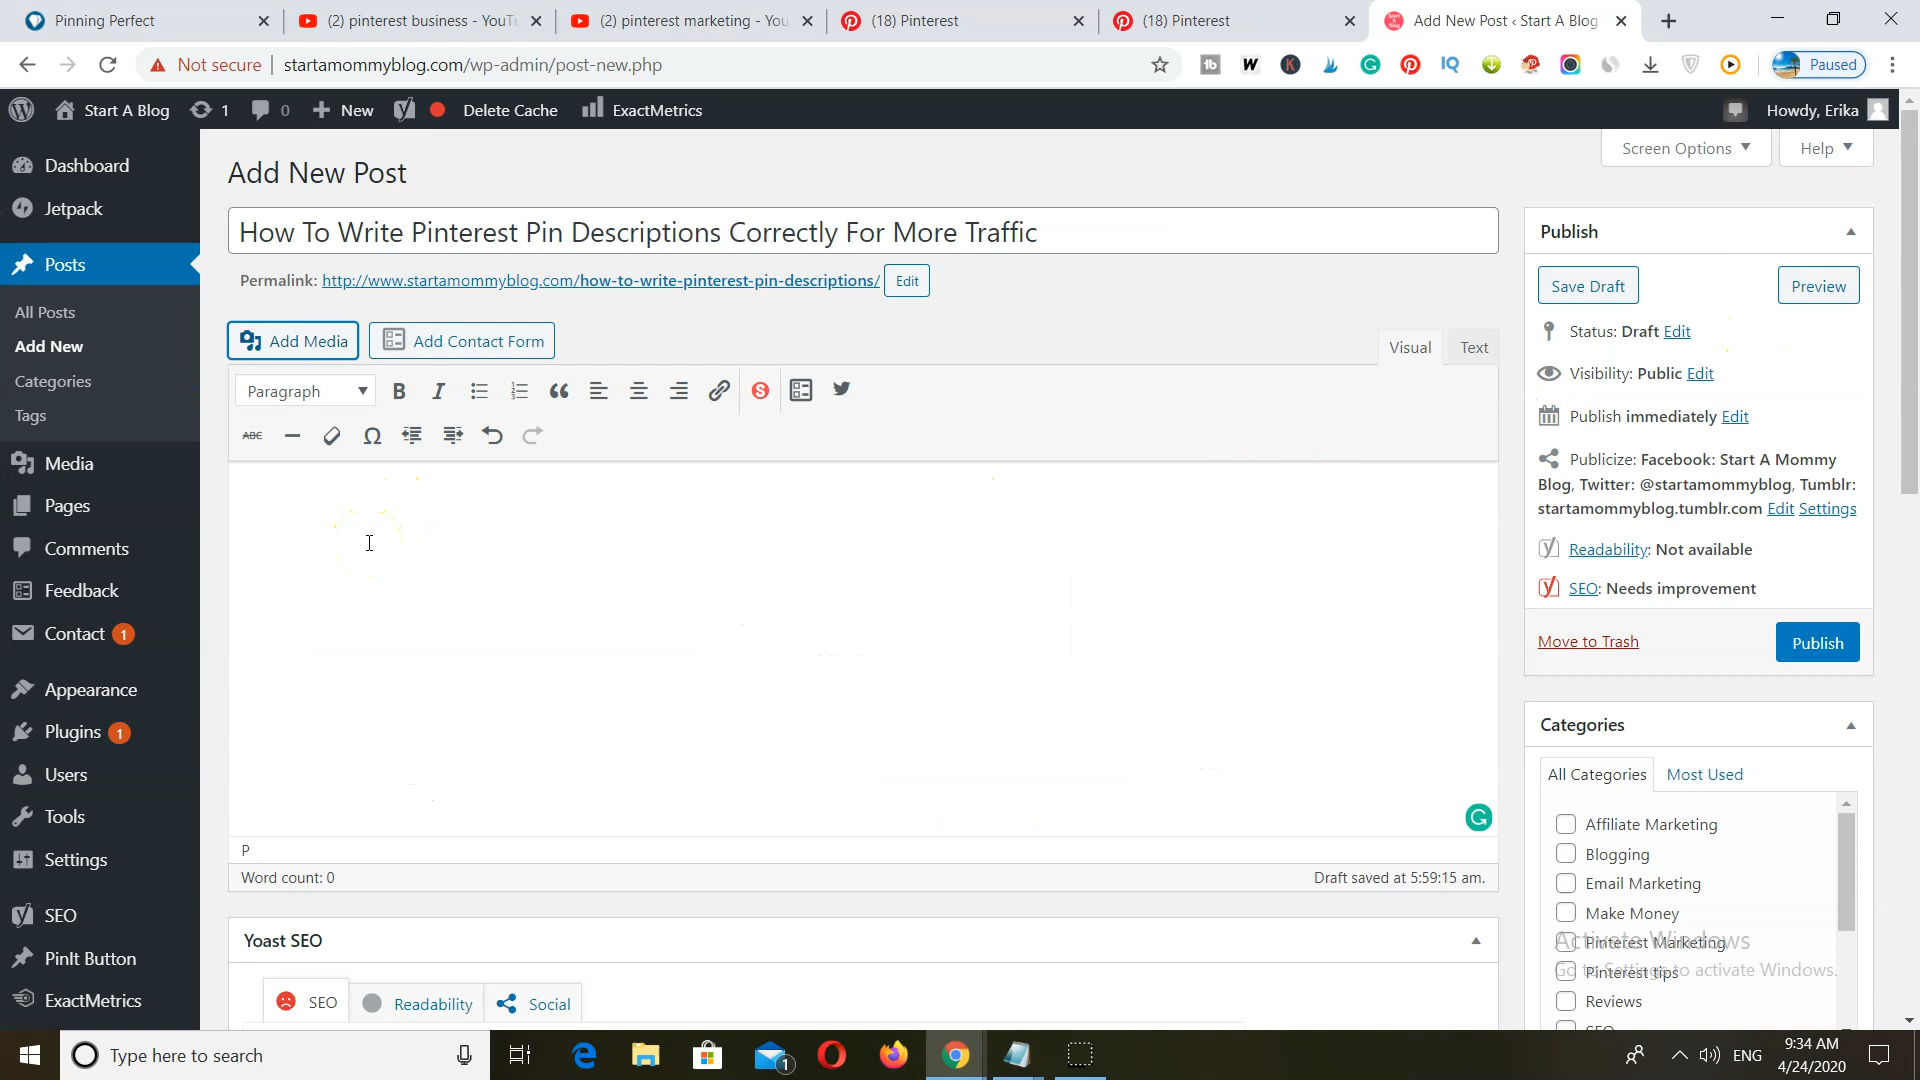 Pinning Perfect
(2) pinterest business - YouTu
(2) pinterest marketing - You
(18) Pinterest
(18) Pinterest
Add New Post ‹ Start A Blog
Not secure
startamommyblog.com/wp-admin/post-new.php
Paused
Start A Blog
1
0
New
Delete Cache
ExactMetrics
Howdy, Erika
Screen Options
Help
Dashboard
Jetpack
Posts
All Posts
Add New
Categories
Tags
Media
Pages
Comments
Feedback
Contact 1
Appearance
Plugins 1
Users
Tools
Settings
SEO
PinIt Button
ExactMetrics
Add New Post
How To Write Pinterest Pin Descriptions Correctly For More Traffic
Permalink: http://www.startamommyblog.com/how-to-write-pinterest-pin-descriptions/ Edit
Add Media
Add Contact Form
Visual
Text
Paragraph
B I
ABC
P
Word count: 0
Draft saved at 5:59:15 am.
Yoast SEO
SEO
Readability
Social
Publish
Save Draft
Preview
Status: Draft Edit
Visibility: Public Edit
Publish immediately Edit
Publicize: Facebook: Start A Mommy
Blog, Twitter: @startamommyblog, Tumblr:
startamommyblog.tumblr.com Edit Settings
Readability: Not available
SEO: Needs improvement
Move to Trash
Publish
Categories
All Categories
Most Used
Affiliate Marketing
Blogging
Email Marketing
Make Money
Pinterest Marketing
Pinterest tips
Reviews
SEO
Activate Windows
Go to Settings to activate Windows.
Type here to search
1
ENG
9:34 AM
4/24/2020